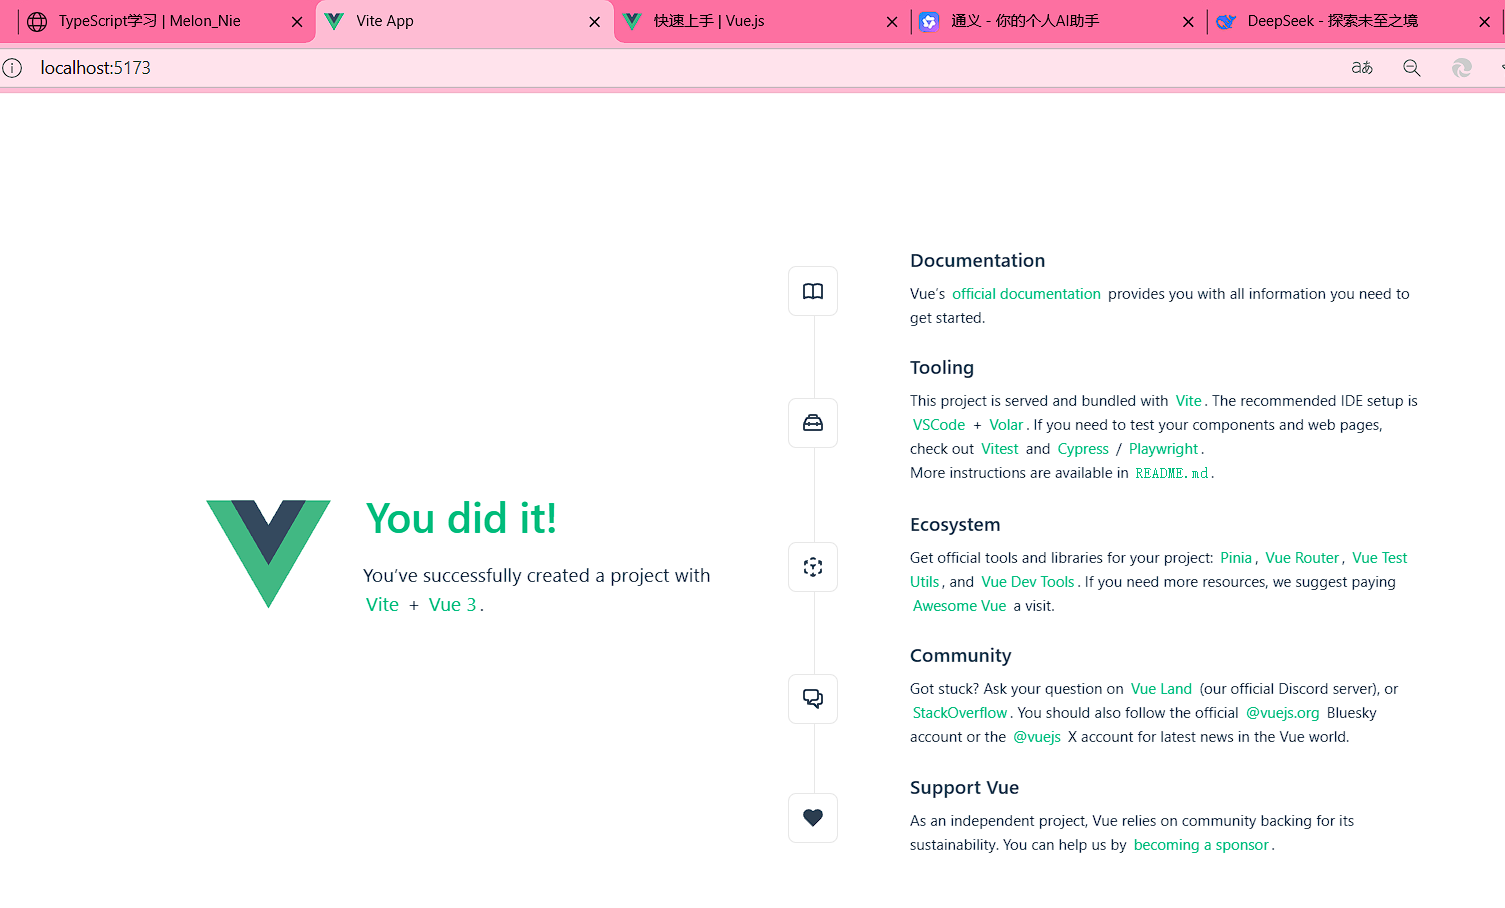 TypeScript学习 | Melon_Nie
Vite App
快速上手 | Vue.js
通义 - 你的个人AI助手
DeepSeek - 探索未至之境
localhost:5173
aあ
You did it!
You've successfully created a project with
Vite + Vue 3.
Documentation
Vue's official documentation provides you with all information you need to
get started.
Tooling
This project is served and bundled with Vite. The recommended IDE setup is
VSCode + Volar. If you need to test your components and web pages,
check out Vitest and Cypress / Playwright.
More instructions are available in README.md.
Ecosystem
Get official tools and libraries for your project: Pinia, Vue Router, Vue Test
Utils, and Vue Dev Tools. If you need more resources, we suggest paying
Awesome Vue a visit.
Community
Got stuck? Ask your question on Vue Land (our official Discord server), or
StackOverflow. You should also follow the official @vuejs.org Bluesky
account or the @vuejs X account for latest news in the Vue world.
Support Vue
As an independent project, Vue relies on community backing for its
sustainability. You can help us by becoming a sponsor.